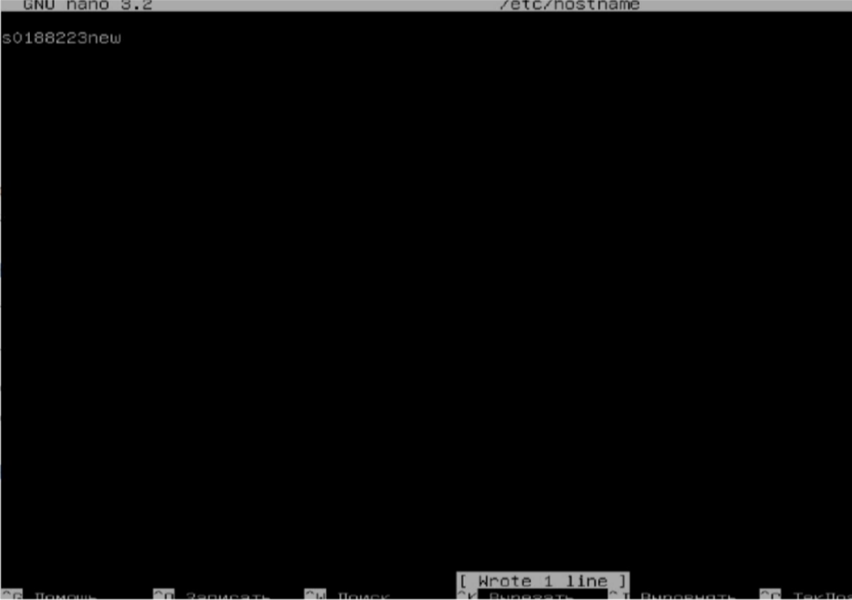 GNU nano 3.2 /etc/hostname
s0188223new
[ Wrote 1 line ]
^G Помощь ^O Записать ^W Поиск ^K Вырезать ^J Выровнять ^C